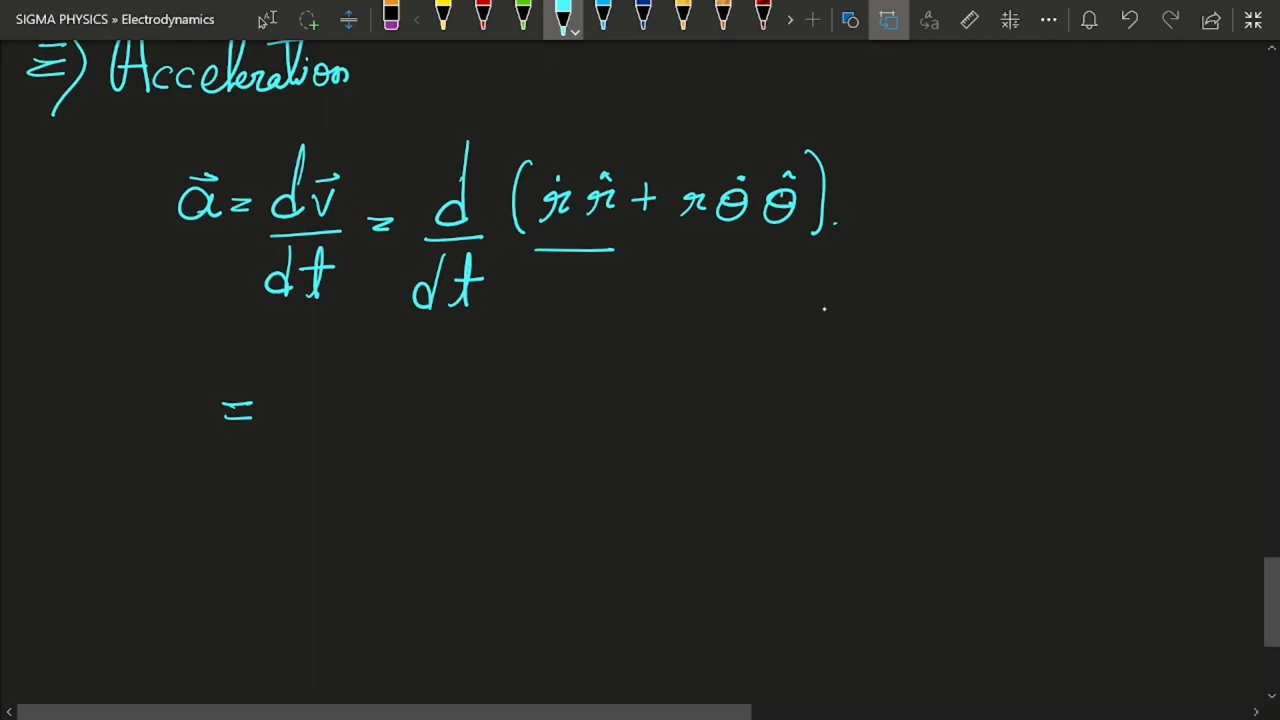 SIGMA PHYSICS » Electrodynamics
⇒) Acceleration
a⃗ = dv⃗/dt = d/dt (ṙ r̂ + r θ̇ θ̂).
=